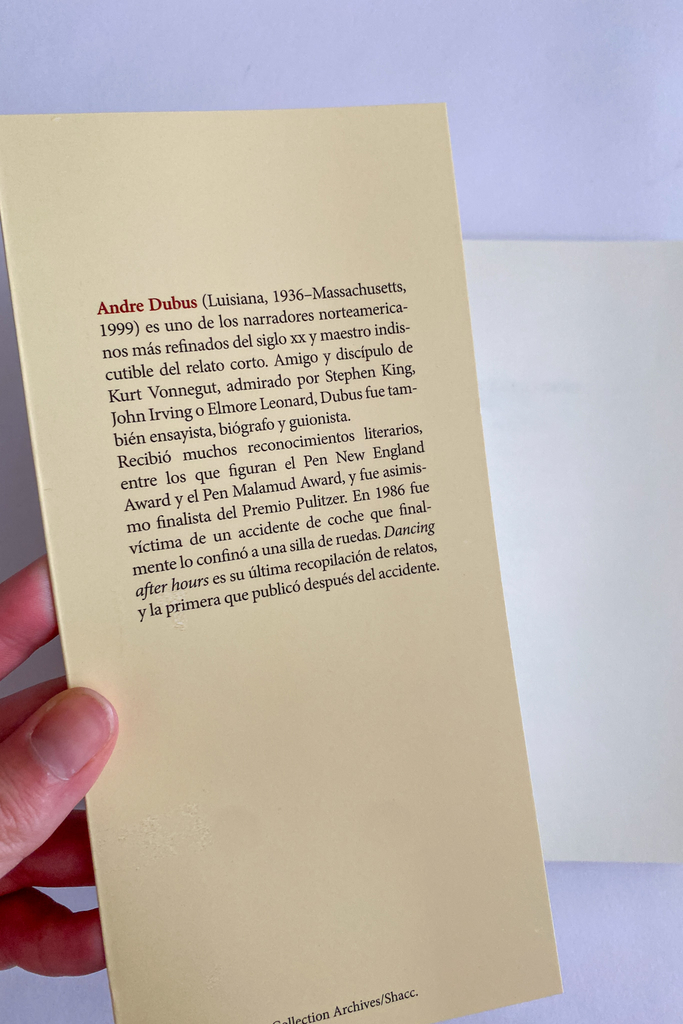 Andre Dubus (Luisiana, 1936–Massachusetts,
1999) es uno de los narradores norteamerica-
nos más refinados del siglo XX y maestro indis-
cutible del relato corto. Amigo y discípulo de
Kurt Vonnegut, admirado por Stephen King,
John Irving o Elmore Leonard, Dubus fue tam-
bién ensayista, biógrafo y guionista.
Recibió muchos reconocimientos literarios,
entre los que figuran el Pen New England
Award y el Pen Malamud Award, y fue asimis-
mo finalista del Premio Pulitzer. En 1986 fue
víctima de un accidente de coche que final-
mente lo confinó a una silla de ruedas. Dancing
after hours es su última recopilación de relatos,
y la primera que publicó después del accidente.
Collection Archives/Shacc.